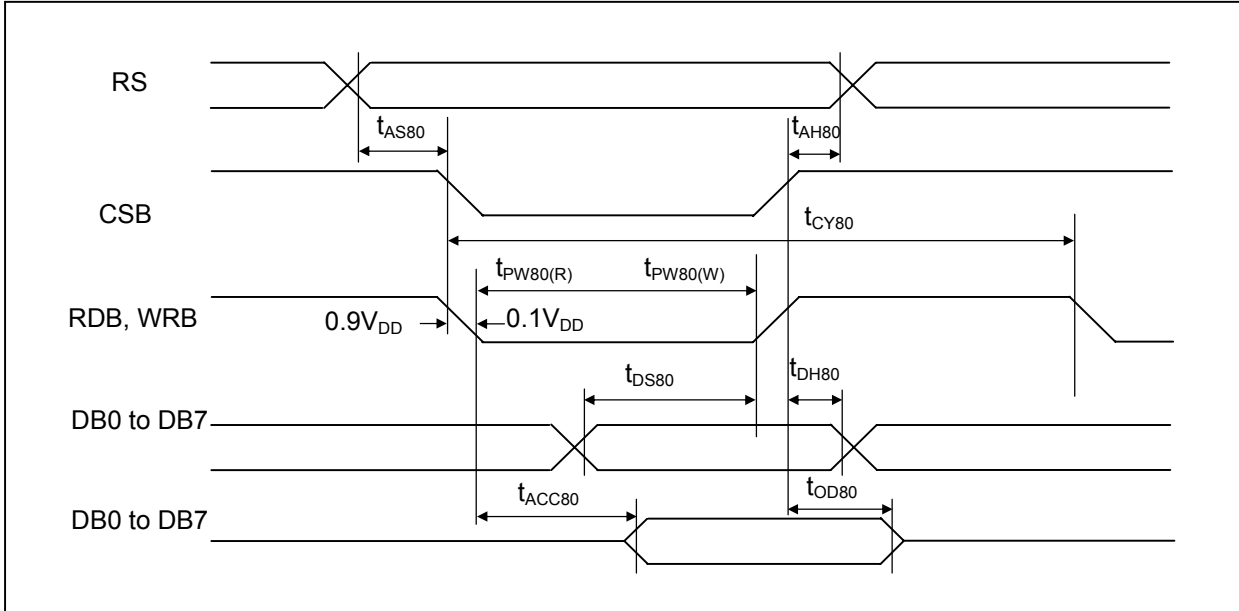 RS
tAS80
tAH80
CSB
tCY80
tPW80(R)
tPW80(W)
RDB, WRB
0.9VDD
0.1VDD
tDS80
tDH80
DB0 to DB7
tACC80
tOD80
DB0 to DB7